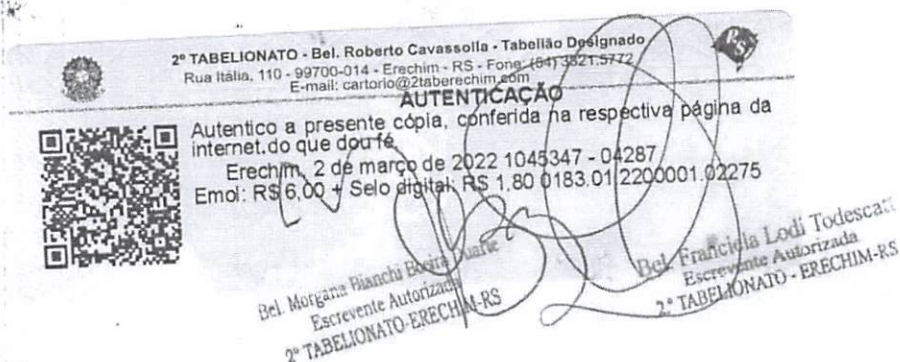 2º TABELIONATO - Bel. Roberto Cavassolla - Tabelião Designado
Rua Itália, 110 - 99700-014 - Erechim - RS - Fone: (54) 3321.5772
E-mail: cartorio@2taberechim.com
AUTENTICAÇÃO
Autentico a presente cópia, conferida na respectiva página da
internet.do que dou fé
Erechim, 2 de março de 2022 1045347 - 04287
Emol: R$ 6,00 + Selo digital: R$ 1.80 0183.01.2200001.02275
Bel. Morgana Bianchi Duarte
Escrevente Autorizada
2º TABELIONATO-ERECHIM-RS
Bel. Franciela Lodi Todescatt
Escrevente Autorizada
2.º TABELIONATO - ERECHIM-RS